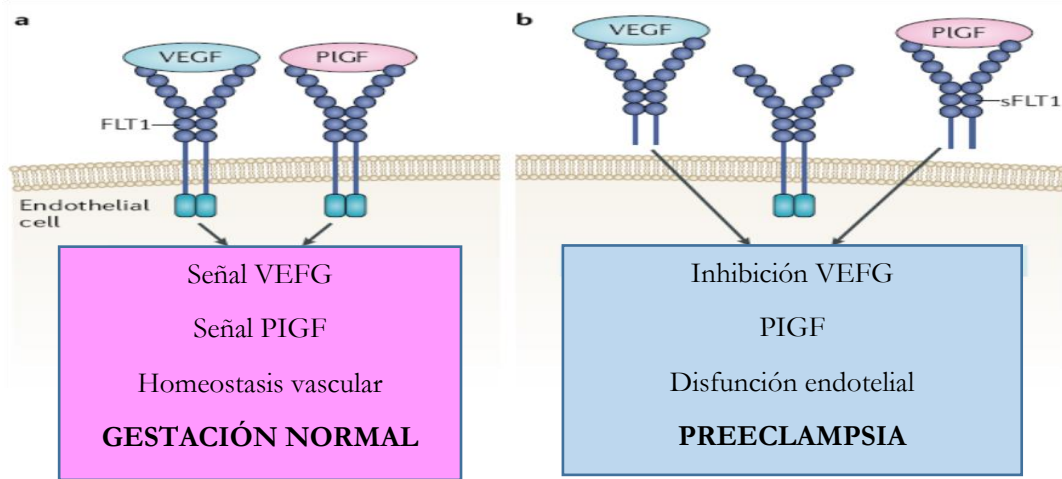 a
VEGF
PlGF
FLT1
Endothelial
cell
Señal VEFG
Señal PIGF
Homeostasis vascular
GESTACIÓN NORMAL
b
VEGF
PlGF
sFLT1
Inhibición VEFG
PIGF
Disfunción endotelial
PREECLAMPSIA